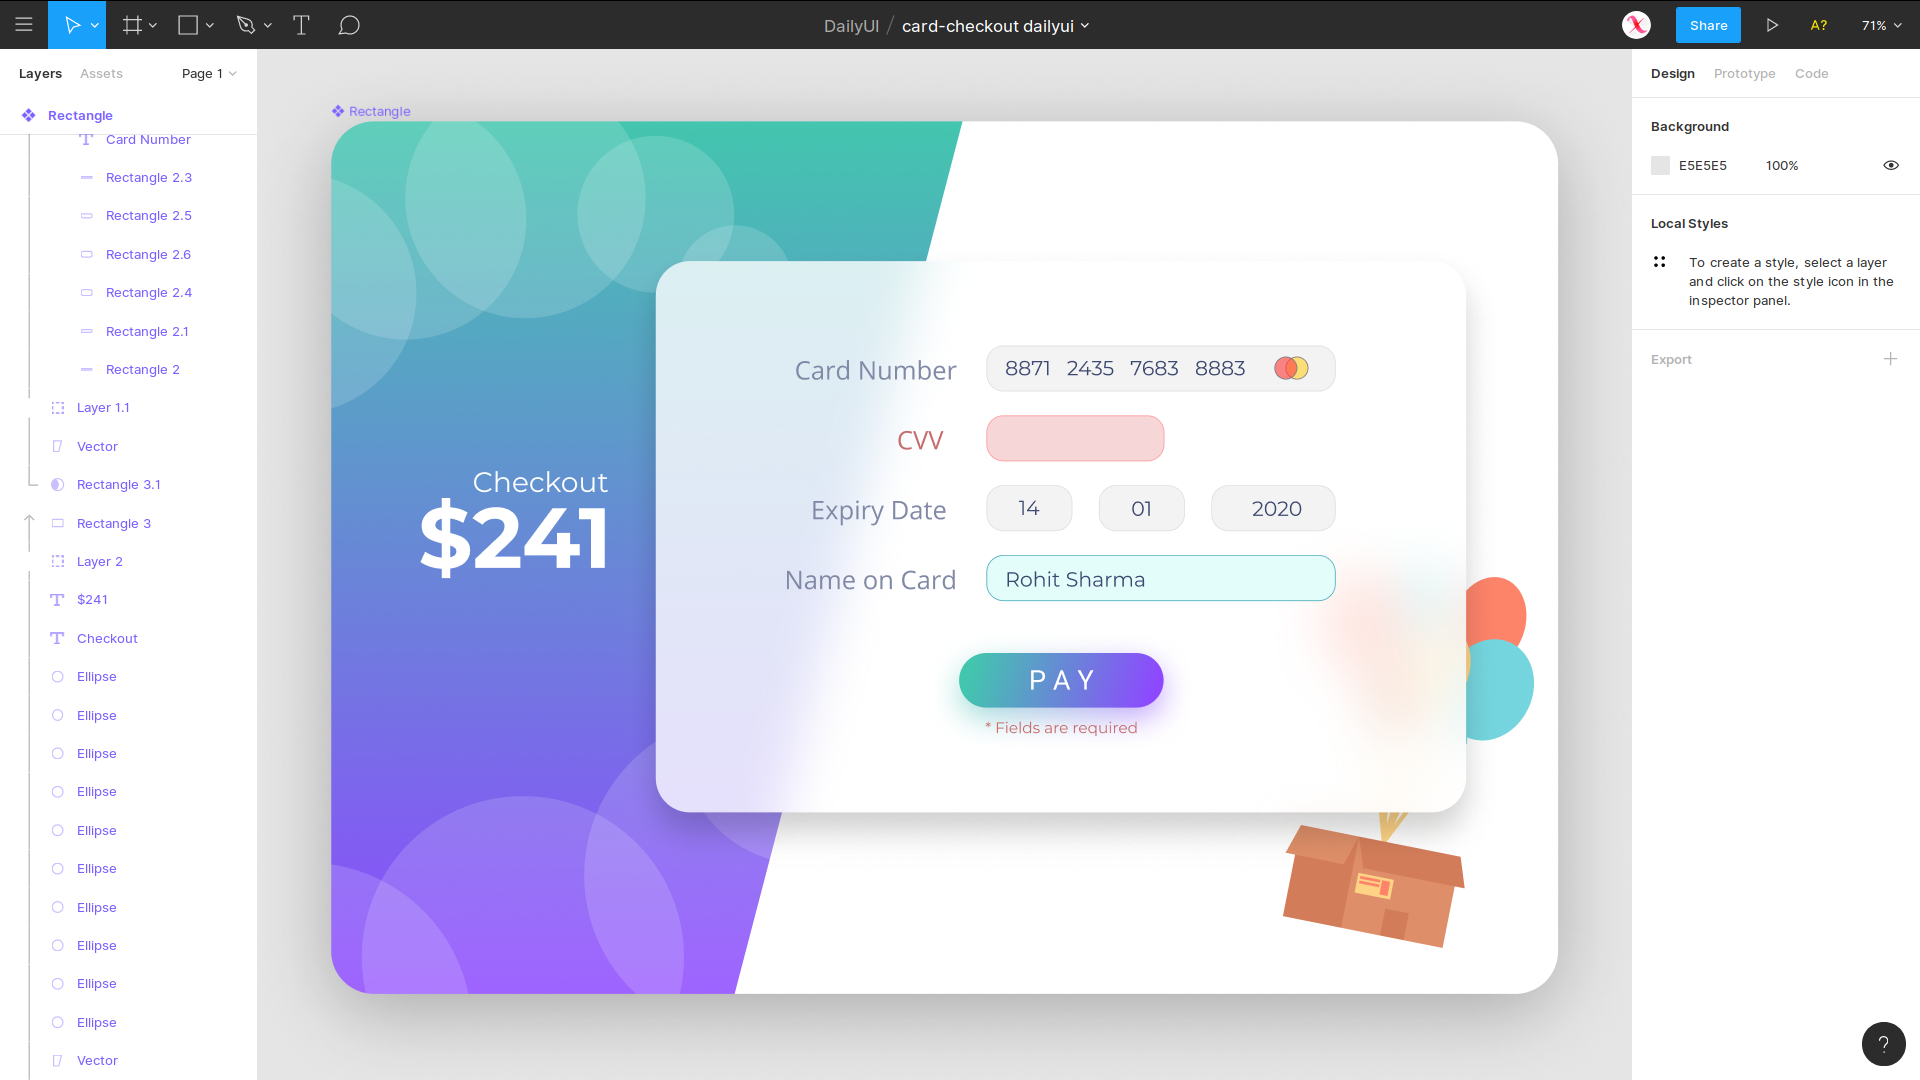 DailyUI / card-checkout dailyui
Share
A?
71%
Layers
Assets
Page 1
Rectangle
Card Number
Rectangle 2.3
Rectangle 2.5
Rectangle 2.6
Rectangle 2.4
Rectangle 2.1
Rectangle 2
Layer 1.1
Vector
Rectangle 3.1
Rectangle 3
Layer 2
$241
Checkout
Ellipse
Ellipse
Ellipse
Ellipse
Ellipse
Ellipse
Ellipse
Ellipse
Ellipse
Ellipse
Vector
Rectangle
Checkout
$241
Card Number
8871 2435 7683 8883
CVV
Expiry Date
14
01
2020
Name on Card
Rohit Sharma
PAY
* Fields are required
Design
Prototype
Code
Background
E5E5E5
100%
Local Styles
To create a style, select a layer
and click on the style icon in the
inspector panel.
Export
?